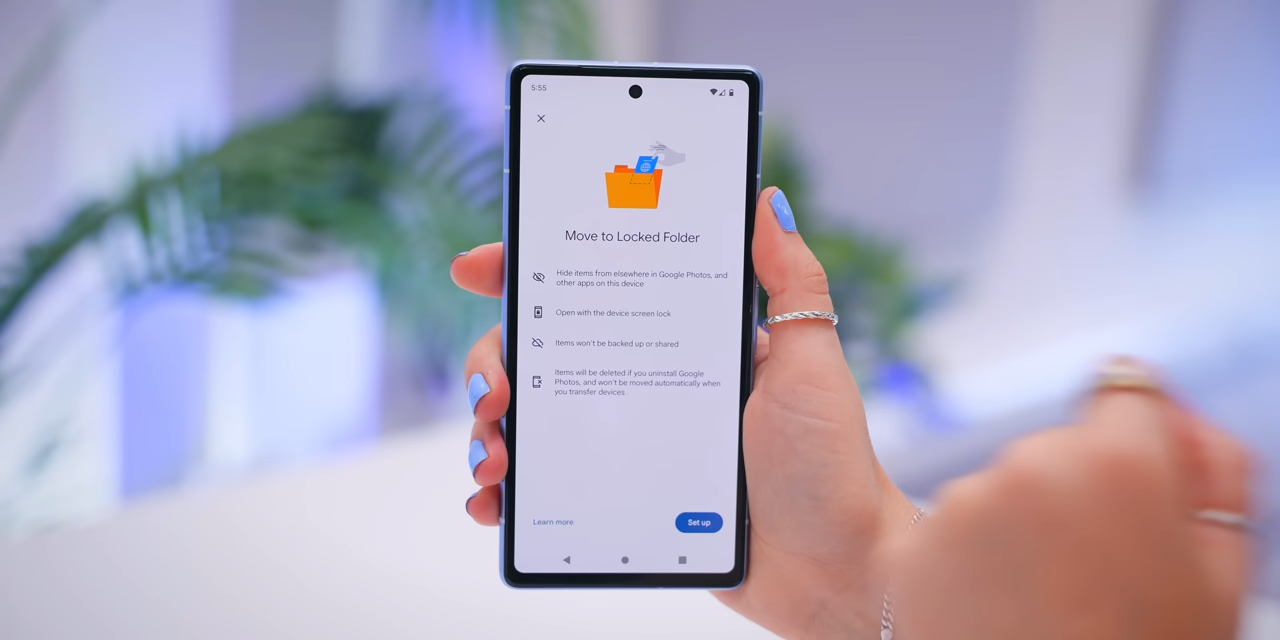 5:55
Move to Locked Folder
Hide items from elsewhere in Google Photos, and
other apps on this device
Open with the device screen lock
Items won't be backed up or shared
Items will be deleted if you uninstall Google
Photos, and won't be moved automatically when
you transfer devices
Learn more
Set up